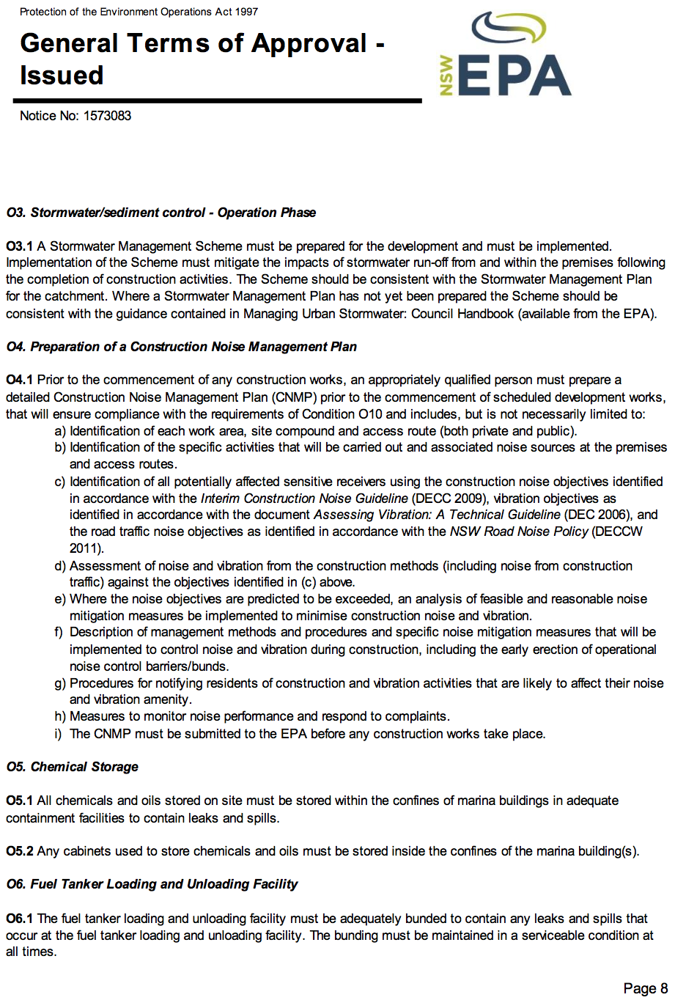 Protection of the Environment Operations Act 1997
General Terms of Approval -
Issued
NSW EPA
Notice No: 1573083
O3. Stormwater/sediment control - Operation Phase
O3.1 A Stormwater Management Scheme must be prepared for the development and must be implemented.
Implementation of the Scheme must mitigate the impacts of stormwater run-off from and within the premises following
the completion of construction activities. The Scheme should be consistent with the Stormwater Management Plan
for the catchment. Where a Stormwater Management Plan has not yet been prepared the Scheme should be
consistent with the guidance contained in Managing Urban Stormwater: Council Handbook (available from the EPA).
O4. Preparation of a Construction Noise Management Plan
O4.1 Prior to the commencement of any construction works, an appropriately qualified person must prepare a
detailed Construction Noise Management Plan (CNMP) prior to the commencement of scheduled development works,
that will ensure compliance with the requirements of Condition O10 and includes, but is not necessarily limited to:
a) Identification of each work area, site compound and access route (both private and public).
b) Identification of the specific activities that will be carried out and associated noise sources at the premises
and access routes.
c) Identification of all potentially affected sensitive receivers using the construction noise objectives identified
in accordance with the Interim Construction Noise Guideline (DECC 2009), vibration objectives as
identified in accordance with the document Assessing Vibration: A Technical Guideline (DEC 2006), and
the road traffic noise objectives as identified in accordance with the NSW Road Noise Policy (DECCW
2011).
d) Assessment of noise and vibration from the construction methods (including noise from construction
traffic) against the objectives identified in (c) above.
e) Where the noise objectives are predicted to be exceeded, an analysis of feasible and reasonable noise
mitigation measures be implemented to minimise construction noise and vibration.
f) Description of management methods and procedures and specific noise mitigation measures that will be
implemented to control noise and vibration during construction, including the early erection of operational
noise control barriers/bunds.
g) Procedures for notifying residents of construction and vibration activities that are likely to affect their noise
and vibration amenity.
h) Measures to monitor noise performance and respond to complaints.
i) The CNMP must be submitted to the EPA before any construction works take place.
O5. Chemical Storage
O5.1 All chemicals and oils stored on site must be stored within the confines of marina buildings in adequate
containment facilities to contain leaks and spills.
O5.2 Any cabinets used to store chemicals and oils must be stored inside the confines of the marina building(s).
O6. Fuel Tanker Loading and Unloading Facility
O6.1 The fuel tanker loading and unloading facility must be adequately bunded to contain any leaks and spills that
occur at the fuel tanker loading and unloading facility. The bunding must be maintained in a serviceable condition at
all times.
Page 8